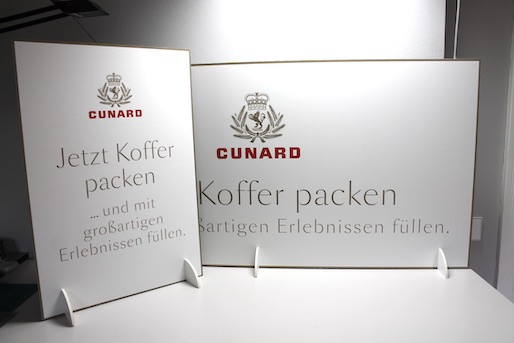 CUNARD
Jetzt Koffer
packen
... und mit
großartigen
Erlebnissen füllen.
CUNARD
Koffer packen
ßartigen Erlebnissen füllen.